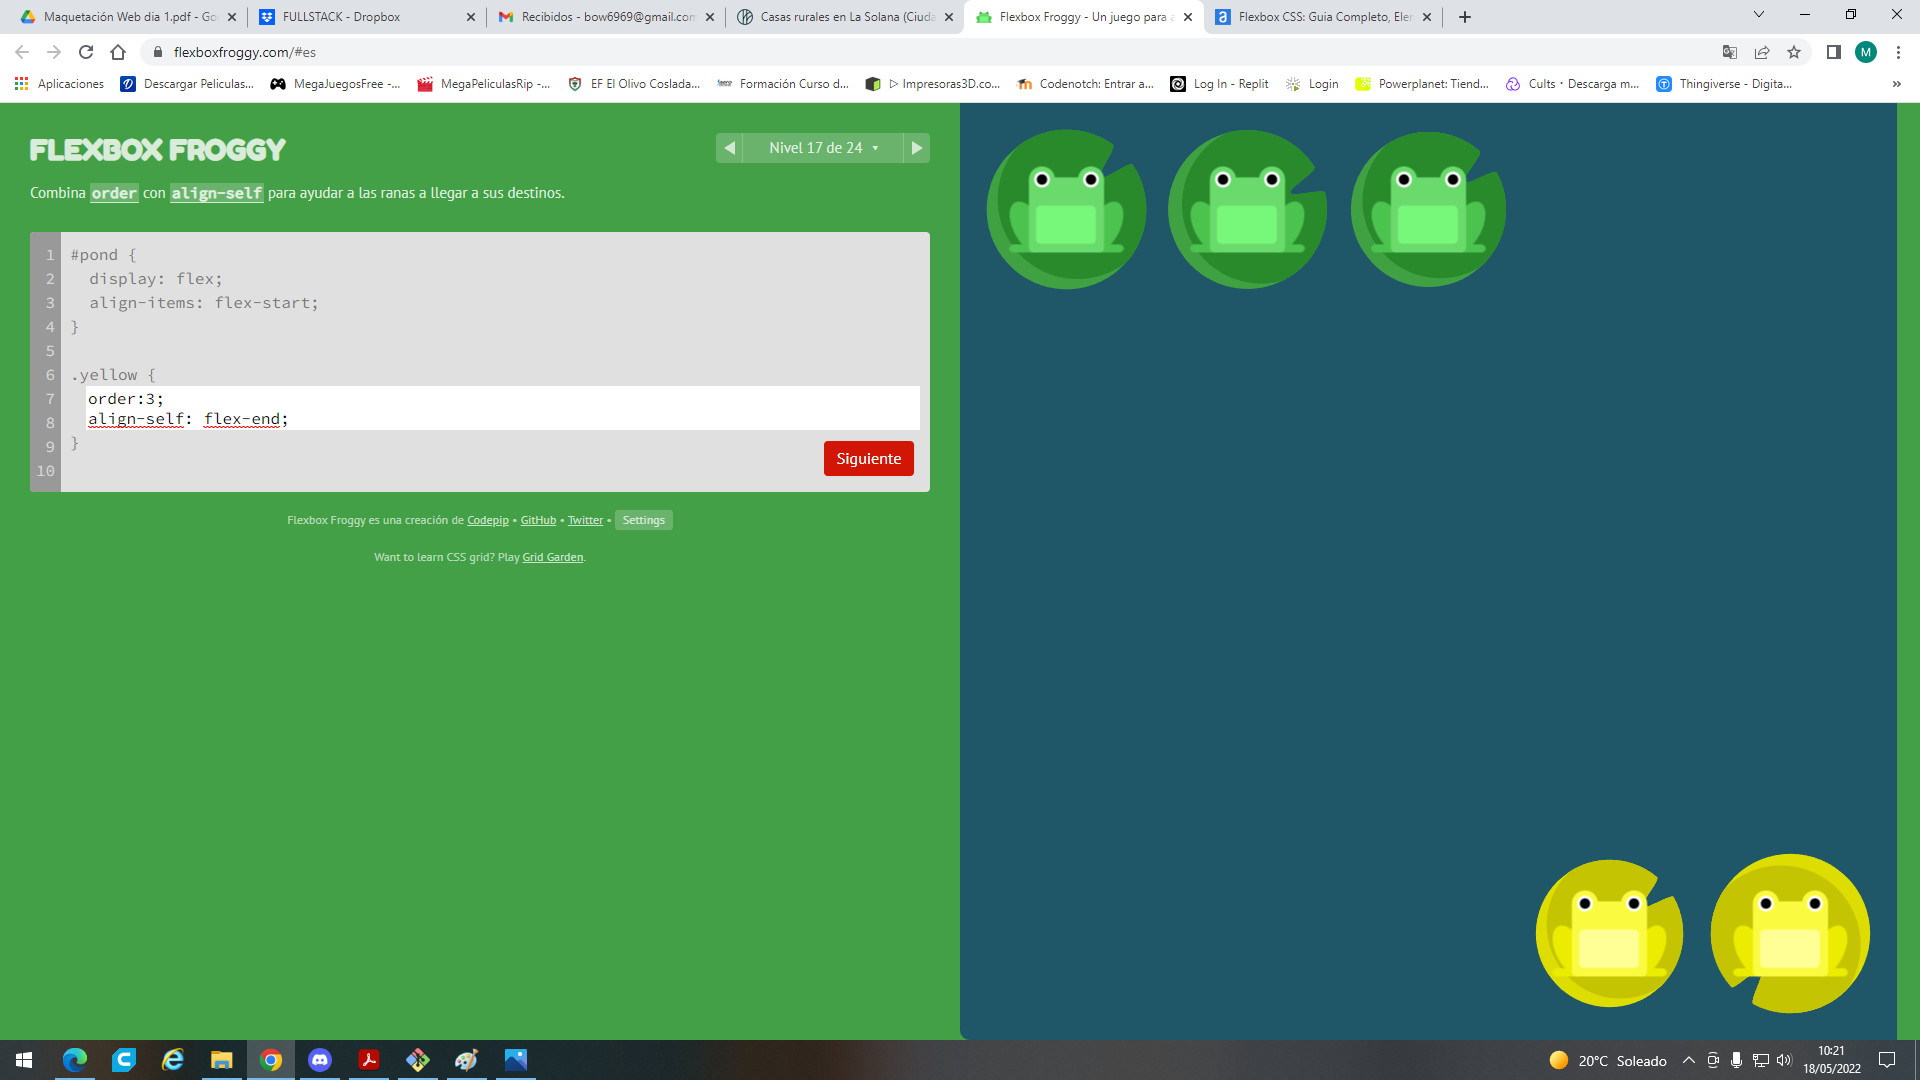 Maquetación Web dia 1.pdf - Go
FULLSTACK - Dropbox
Recibidos - bow6969@gmail.com
Casas rurales en La Solana (Ciuda
Flexbox Froggy - Un juego para a
Flexbox CSS: Guia Completo, Eler
flexboxfroggy.com/#es
M
Aplicaciones
Descargar Peliculas...
MegaJuegosFree -...
MegaPeliculasRip -...
EF El Olivo Coslada...
Formación Curso d...
▷ Impresoras3D.co...
Codenotch: Entrar a...
Log In - Replit
Login
Powerplanet: Tiend...
Cults・Descarga m...
Thingiverse - Digita...
»
FLEXBOX FROGGY
Nivel 17 de 24
Combina order con align-self para ayudar a las ranas a llegar a sus destinos.
1 #pond {
2 display: flex;
3 align-items: flex-start;
4 }
5
6 .yellow {
7 order:3;
8 align-self: flex-end;
9 }
10
Siguiente
Flexbox Froggy es una creación de Codepip • GitHub • Twitter • Settings
Want to learn CSS grid? Play Grid Garden.
20°C Soleado
10:21
18/05/2022